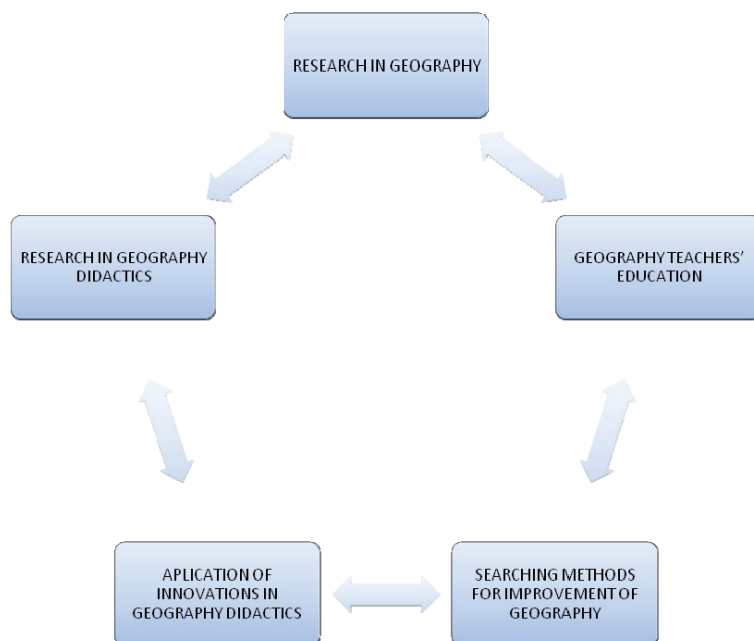 RESEARCH IN GEOGRAPHY
RESEARCH IN GEOGRAPHY
DIDACTICS
GEOGRAPHY TEACHERS’
EDUCATION
APLICATION OF
INNOVATIONS IN
GEOGRAPHY DIDACTICS
SEARCHING METHODS
FOR IMPROVEMENT OF
GEOGRAPHY